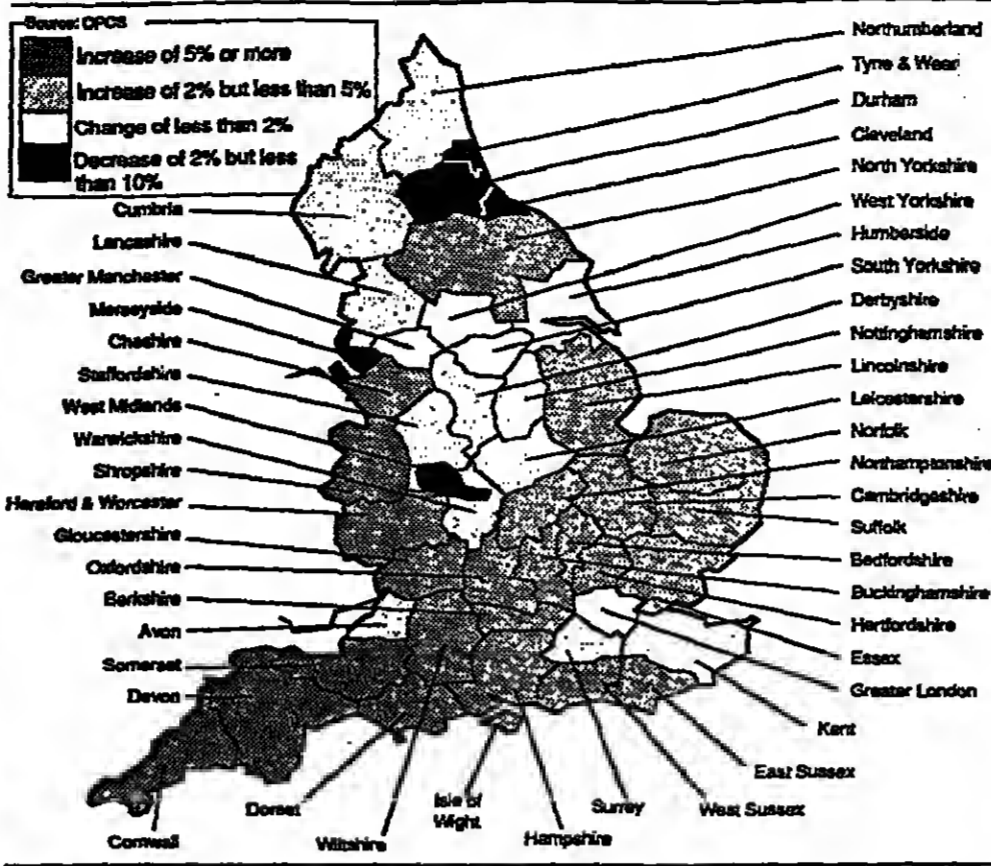 Source: OPCS
Increase of 5% or more
Increase of 2% but less than 5%
Change of less than 2%
Decrease of 2% but less
than 10%
Cumbria
Lancashire
Greater Manchester
Merseyside
Cheshire
Staffordshire
West Midlands
Warwickshire
Shropshire
Hereford & Worcester
Gloucestershire
Oxfordshire
Berkshire
Avon
Somerset
Devon
Cornwall
Dorset
Wiltshire
Isle of
Wight
Hampshire
Surrey
West Sussex
East Sussex
Kent
Northumberland
Tyne & Wear
Durham
Cleveland
North Yorkshire
West Yorkshire
Humberside
South Yorkshire
Derbyshire
Nottinghamshire
Lincolnshire
Leicestershire
Norfolk
Northamptonshire
Cambridgeshire
Suffolk
Bedfordshire
Buckinghamshire
Hertfordshire
Essex
Greater London